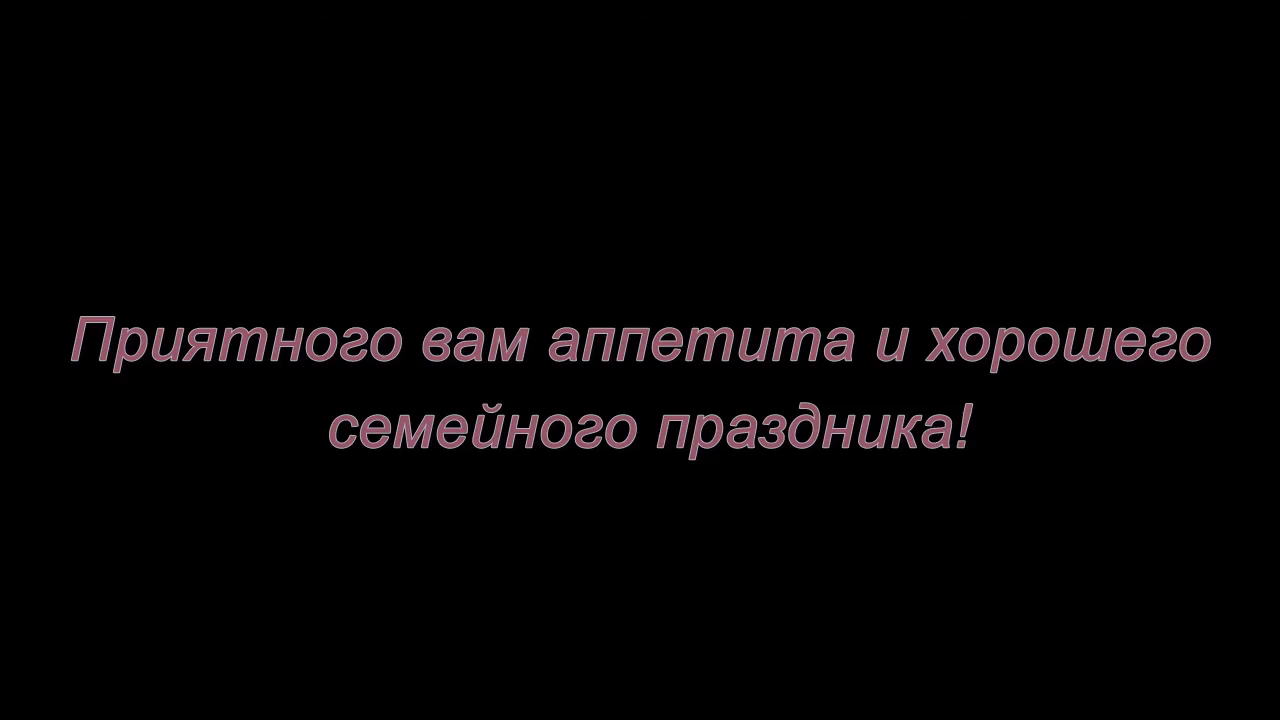 Приятного вам аппетита и хорошего
семейного праздника!